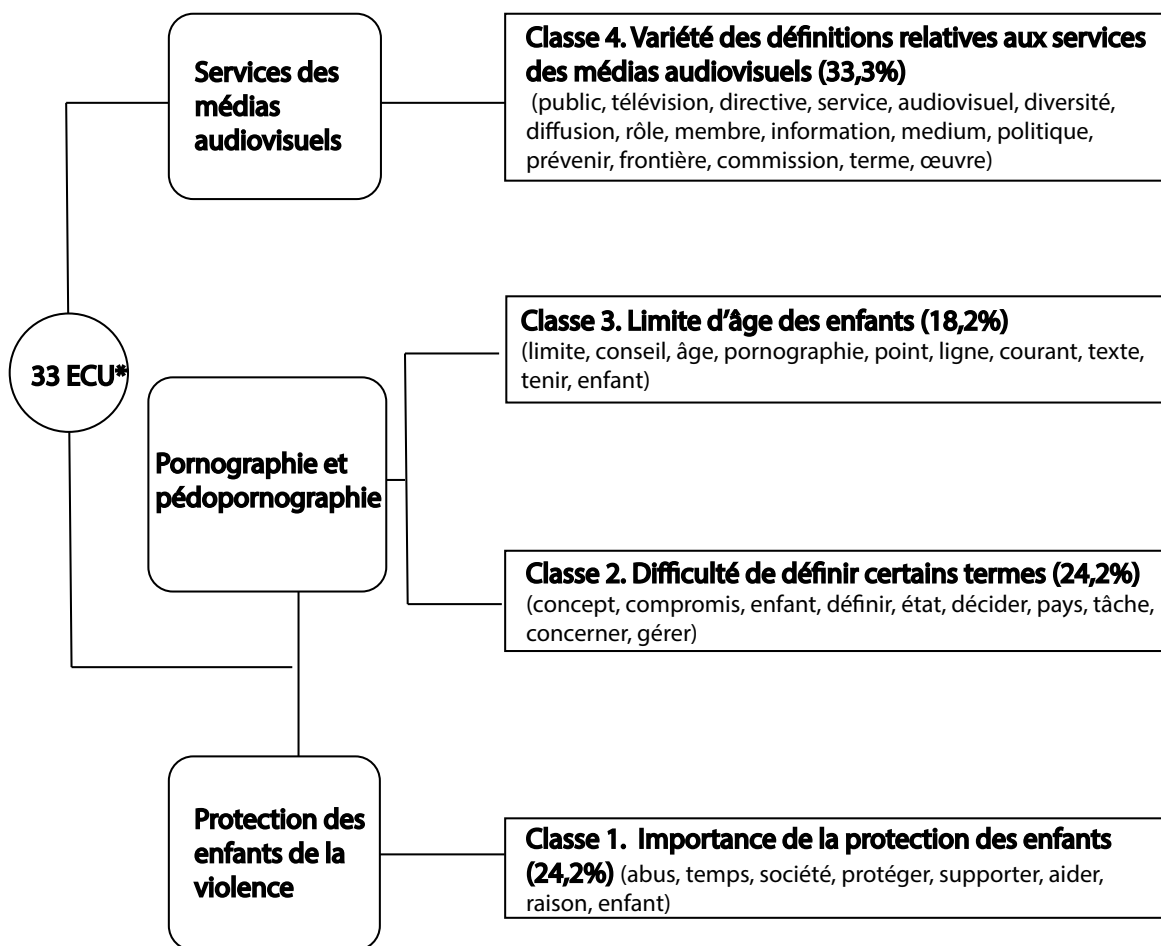 Services des
médias
audiovisuels
Classe 4. Variété des définitions relatives aux services
des médias audiovisuels (33,3%)
(public, télévision, directive, service, audiovisuel, diversité,
diffusion, rôle, membre, information, medium, politique,
prévenir, frontière, commission, terme, œuvre)
33 ECU*
Classe 3. Limite d’âge des enfants (18,2%)
(limite, conseil, âge, pornographie, point, ligne, courant, texte,
tenir, enfant)
Pornographie et
pédopornographie
Classe 2. Difficulté de définir certains termes (24,2%)
(concept, compromis, enfant, définir, état, décider, pays, tâche,
concerner, gérer)
Protection des
enfants de la
violence
Classe 1. Importance de la protection des enfants
(24,2%) (abus, temps, société, protéger, supporter, aider,
raison, enfant)